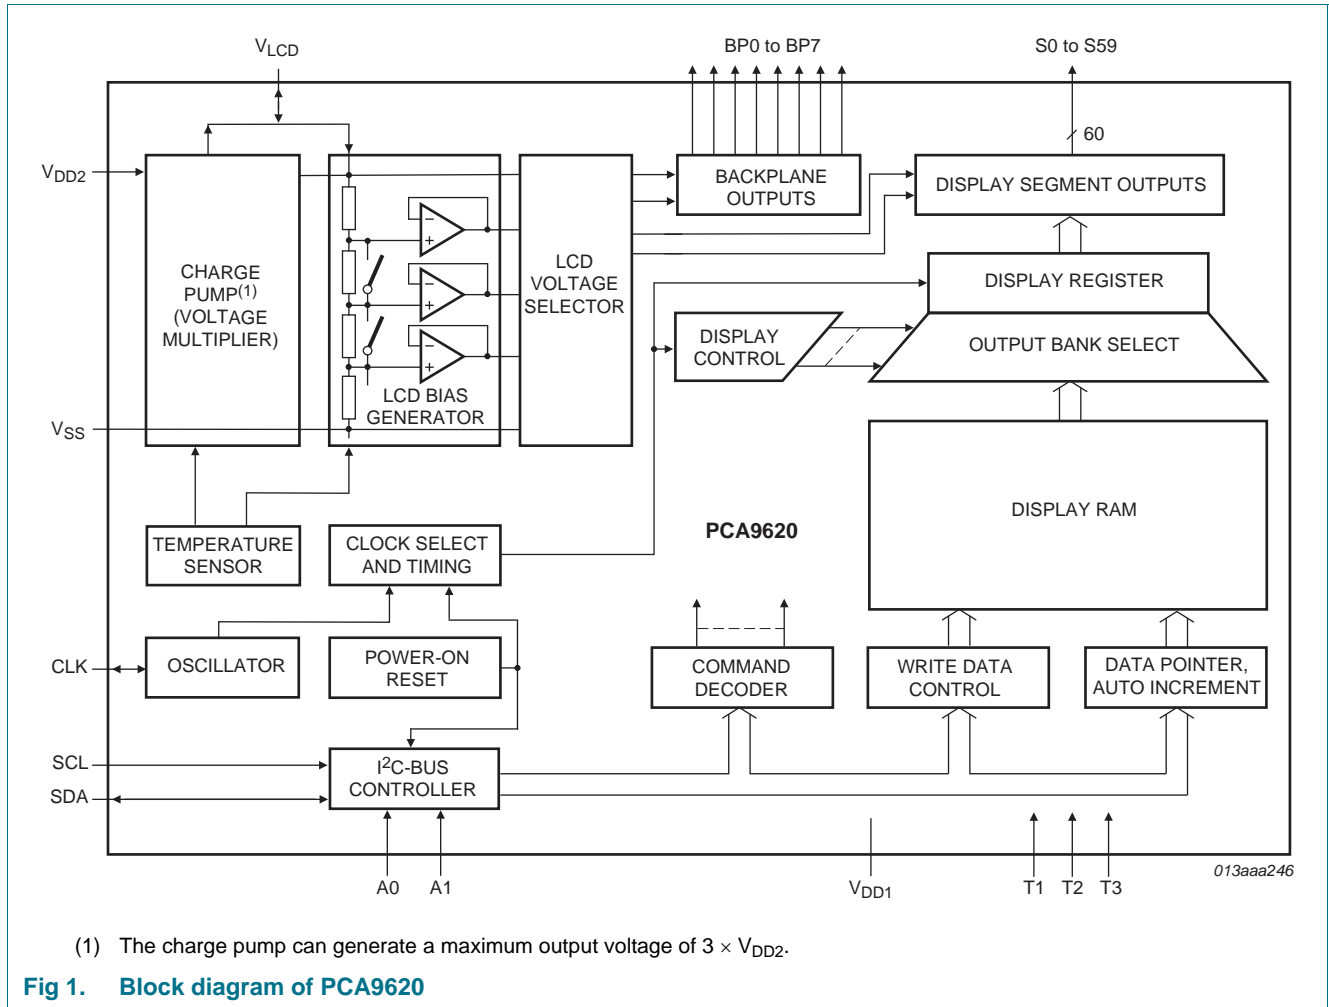 VLCD
BP0 to BP7
S0 to S59
60
VDD2
CHARGE
PUMP(1)
(VOLTAGE
MULTIPLIER)
LCD BIAS
GENERATOR
LCD
VOLTAGE
SELECTOR
BACKPLANE
OUTPUTS
DISPLAY SEGMENT OUTPUTS
DISPLAY REGISTER
DISPLAY
CONTROL
OUTPUT BANK SELECT
VSS
DISPLAY RAM
PCA9620
TEMPERATURE
SENSOR
CLOCK SELECT
AND TIMING
CLK
OSCILLATOR
POWER-ON
RESET
COMMAND
DECODER
WRITE DATA
CONTROL
DATA POINTER,
AUTO INCREMENT
SCL
SDA
I2C-BUS
CONTROLLER
A0
A1
VDD1
T1
T2
T3
013aaa246
(1) The charge pump can generate a maximum output voltage of 3 × VDD2.
Fig 1. Block diagram of PCA9620